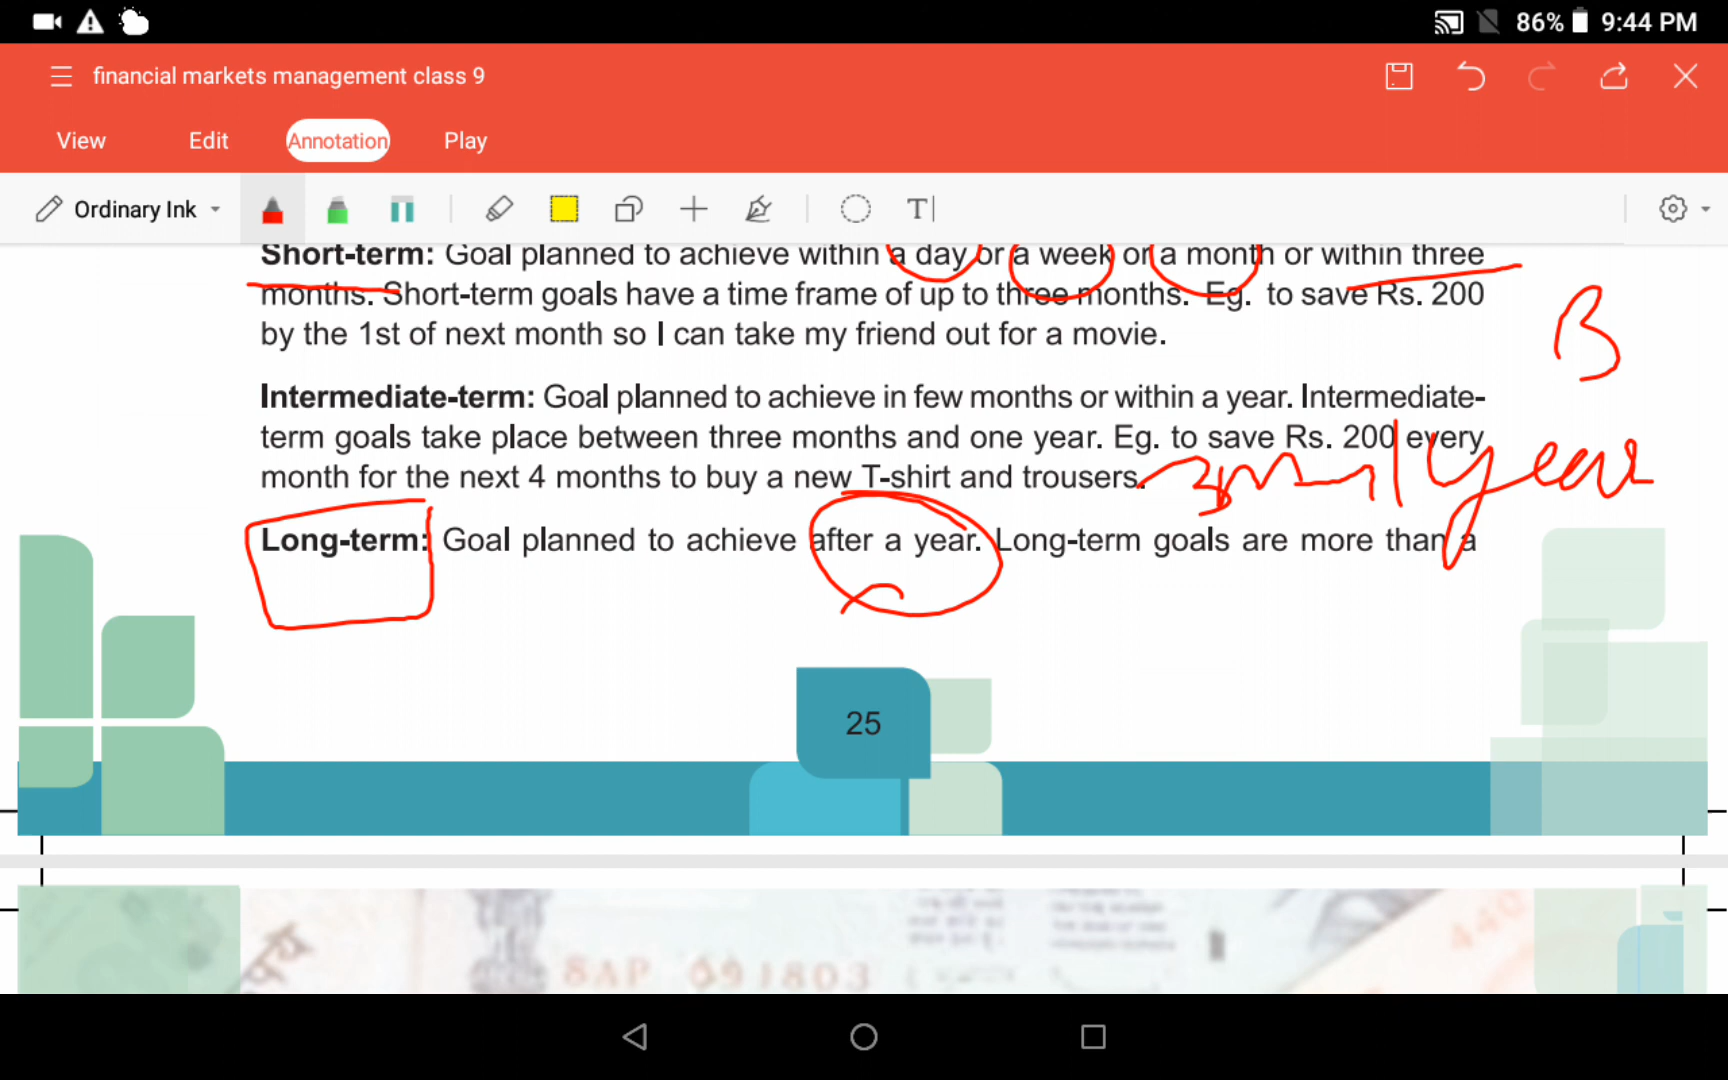 86% 9:44 PM
financial markets management class 9
View Edit Annotation Play
Ordinary Ink T|
Short-term: Goal planned to achieve within a day or a week or a month or within three
months. Short-term goals have a time frame of up to three months. Eg. to save Rs. 200
by the 1st of next month so I can take my friend out for a movie.
B
Intermediate-term: Goal planned to achieve in few months or within a year. Intermediate-
term goals take place between three months and one year. Eg. to save Rs. 200 every
month for the next 4 months to buy a new T-shirt and trousers.
3m 1 year
Long-term: Goal planned to achieve after a year. Long-term goals are more than a
25
8AP 691803
440